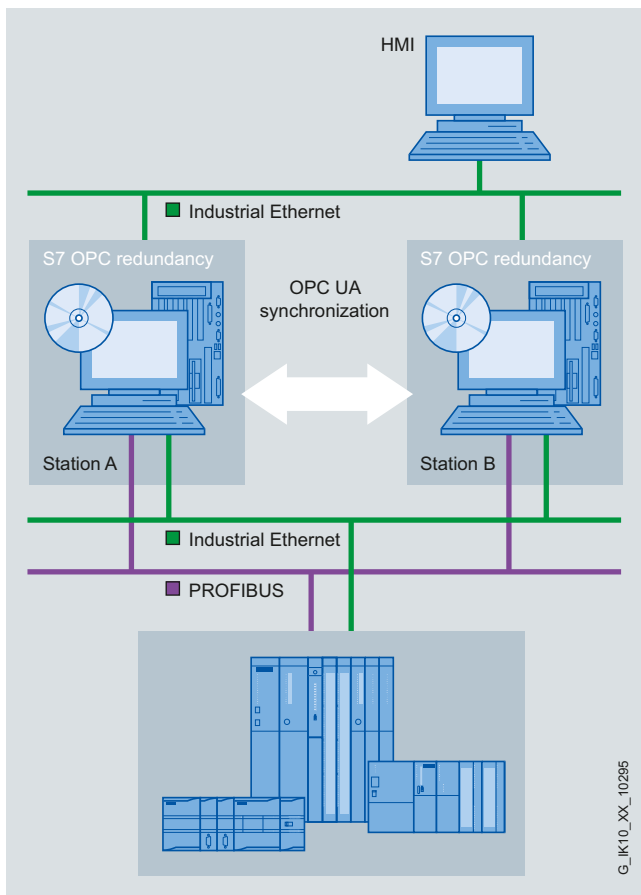 HMI
Industrial Ethernet
S7 OPC redundancy
OPC UA
synchronization
S7 OPC redundancy
Station A
Station B
Industrial Ethernet
PROFIBUS
G_IK10_XX_10295